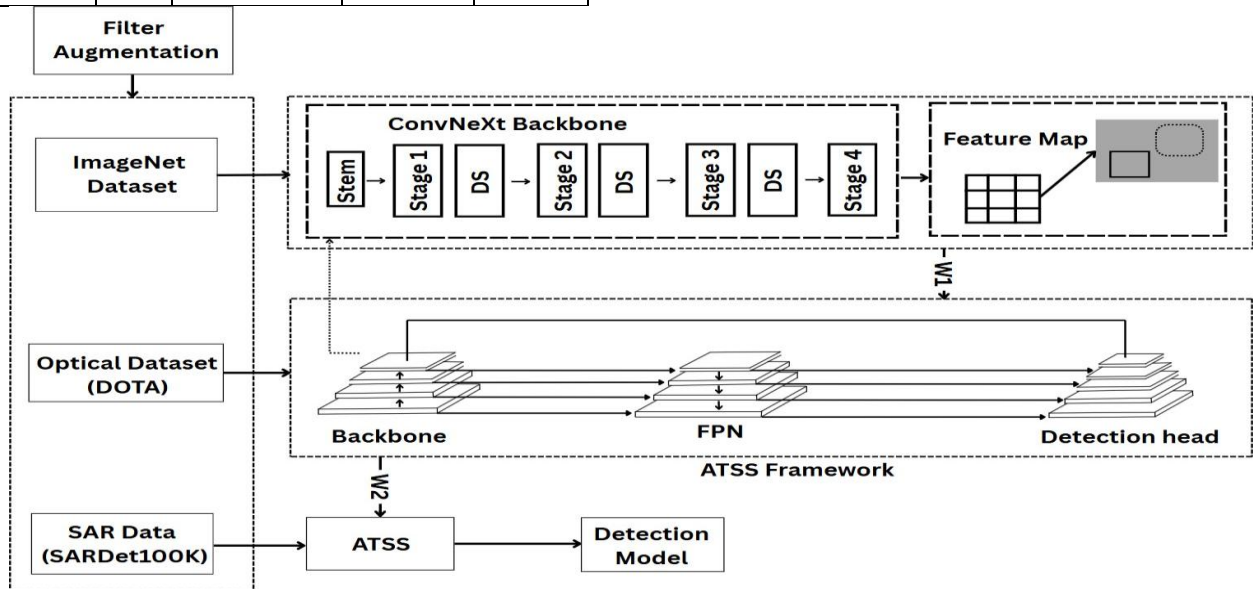 Filter
Augmentation
ImageNet
Dataset
ConvNeXt Backbone
Stem
Stage 1
DS
Stage 2
DS
Stage 3
DS
Stage 4
Feature Map
W1
Optical Dataset
(DOTA)
Backbone
FPN
Detection head
ATSS Framework
W2
SAR Data
(SARDet100K)
ATSS
Detection
Model